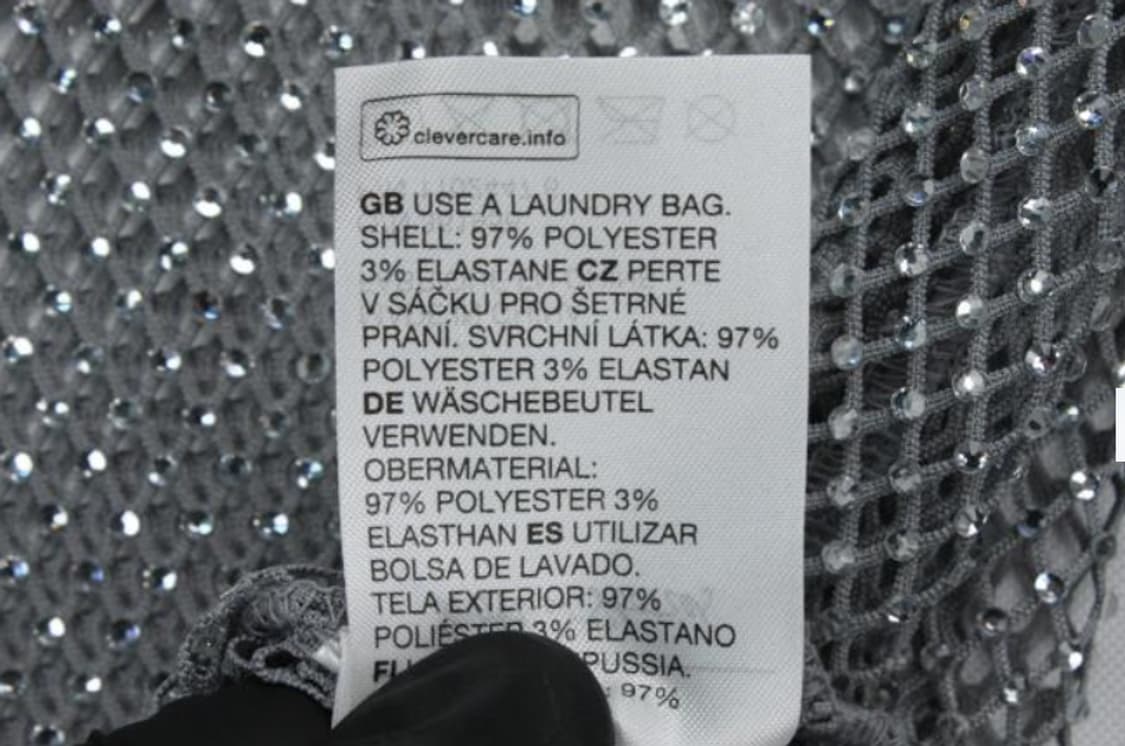 clevercare.info
GB USE A LAUNDRY BAG.
SHELL: 97% POLYESTER
3% ELASTANE CZ PERTE
V SÁČKU PRO ŠETRNÉ
PRANÍ. SVRCHNÍ LÁTKA: 97%
POLYESTER 3% ELASTAN
DE WÄSCHEBEUTEL
VERWENDEN.
OBERMATERIAL:
97% POLYESTER 3%
ELASTHAN ES UTILIZAR
BOLSA DE LAVADO.
TELA EXTERIOR: 97%
POLIÉSTER 3% ELASTANO
FI PUSSIA.
: 97%